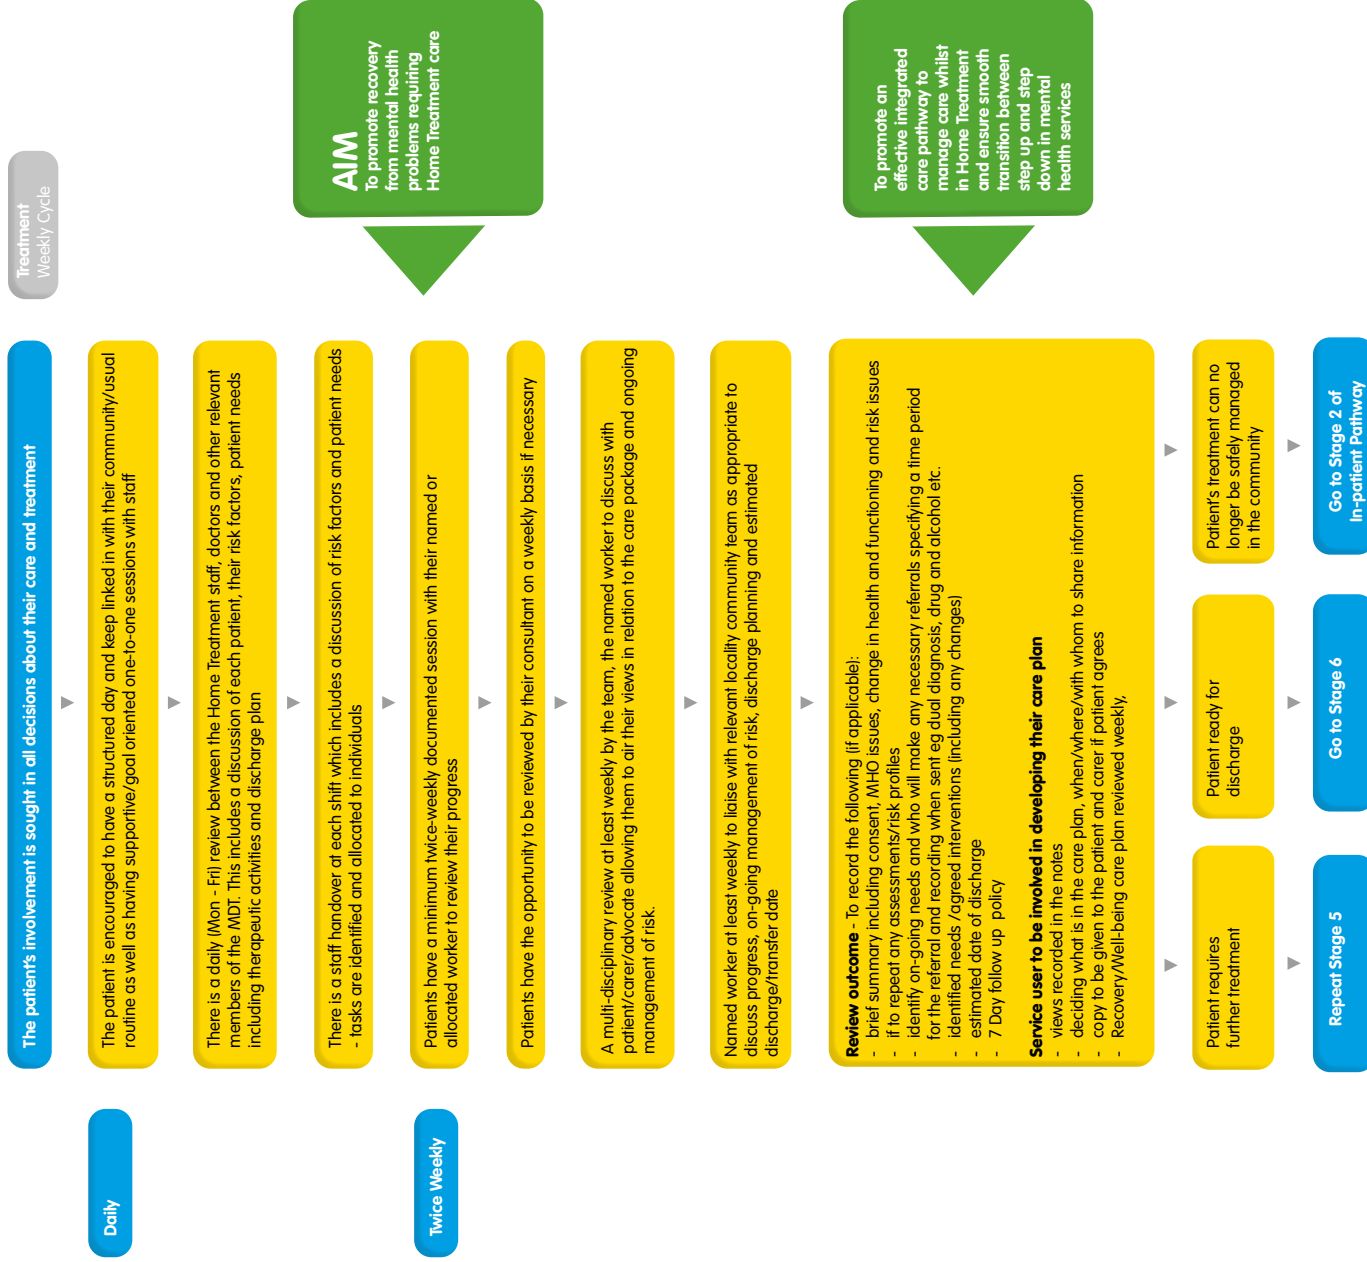 Treatment
Weekly Cycle
The patient's involvement is sought in all decisions about their care and treatment
Daily
The patient is encouraged to have a structured day and keep linked in with their community/usual
routine as well as having supportive/goal oriented one-to-one sessions with staff
There is a daily (Mon - Fri) review between the Home Treatment staff, doctors and other relevant
members of the MDT. This includes a discussion of each patient, their risk factors, patient needs
including therapeutic activities and discharge plan
There is a staff handover at each shift which includes a discussion of risk factors and patient needs
- tasks are identified and allocated to individuals
Twice Weekly
Patients have a minimum twice-weekly documented session with their named or
allocated worker to review their progress
Patients have the opportunity to be reviewed by their consultant on a weekly basis if necessary
A multi-disciplinary review at least weekly by the team, the named worker to discuss with
patient/carer/advocate allowing them to air their views in relation to the care package and ongoing
management of risk.
Named worker at least weekly to liaise with relevant locality community team as appropriate to
discuss progress, on-going management of risk, discharge planning and estimated
discharge/transfer date
Review outcome - To record the following (if applicable):
- brief summary including consent, MHO issues, change in health and functioning and risk issues
- if to repeat any assessments/risk profiles
- identify on-going needs and who will make any necessary referrals specifying a time period
for the referral and recording when sent eg dual diagnosis, drug and alcohol etc.
- identified needs /agreed interventions (including any changes)
- estimated date of discharge
- 7 Day follow up policy
Service user to be involved in developing their care plan
- views recorded in the notes
- deciding what is in the care plan, when/where/with whom to share information
- copy to be given to the patient and carer if patient agrees
- Recovery/Well-being care plan reviewed weekly,
Patient requires
further treatment
Patient ready for
discharge
Patient's treatment can no
longer be safely managed
in the community
Repeat Stage 5
Go to Stage 6
Go to Stage 2 of
In-patient Pathway
AIM
To promote recovery
from mental health
problems requiring
Home Treatment care
To promote an
effective integrated
care pathway to
manage care whilst
in Home Treatment
and ensure smooth
transition between
step up and step
down in mental
health services